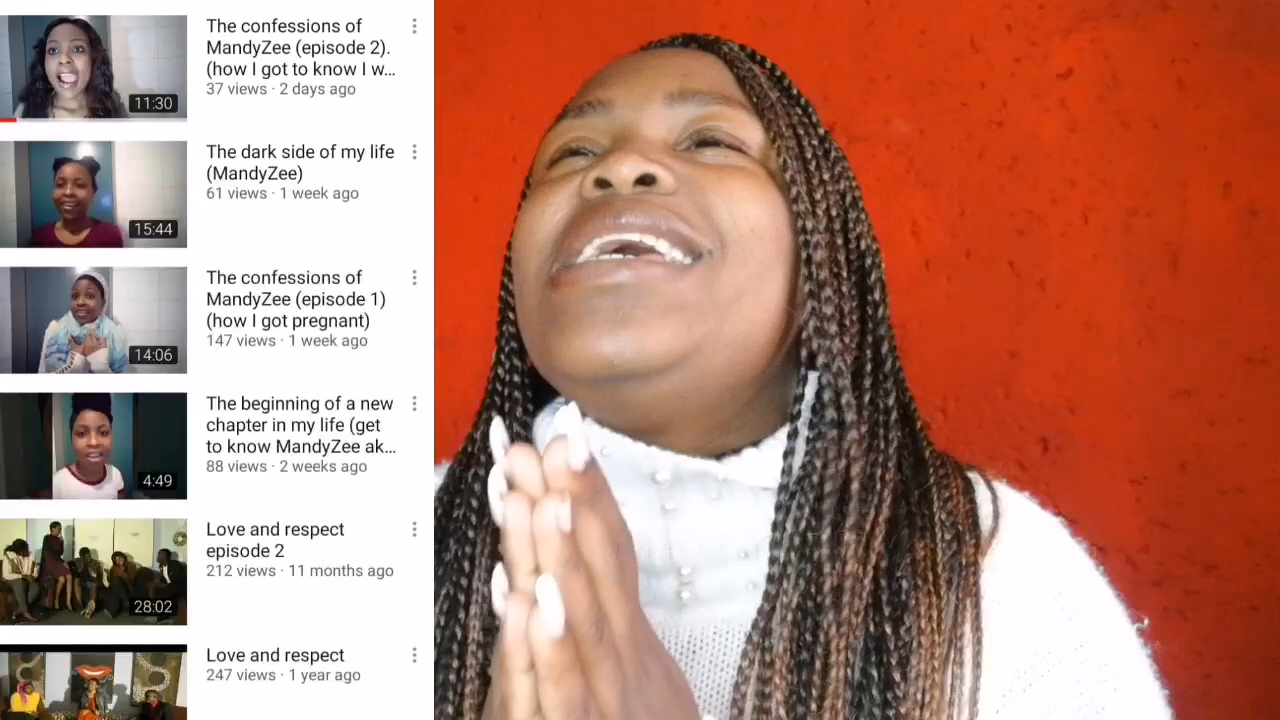 The confessions of
MandyZee (episode 2).
(how I got to know I w...
37 views · 2 days ago
11:30
The dark side of my life
(MandyZee)
61 views · 1 week ago
15:44
The confessions of
MandyZee (episode 1)
(how I got pregnant)
147 views · 1 week ago
14:06
The beginning of a new
chapter in my life (get
to know MandyZee ak...
88 views · 2 weeks ago
4:49
Love and respect
episode 2
212 views · 11 months ago
28:02
Love and respect
247 views · 1 year ago